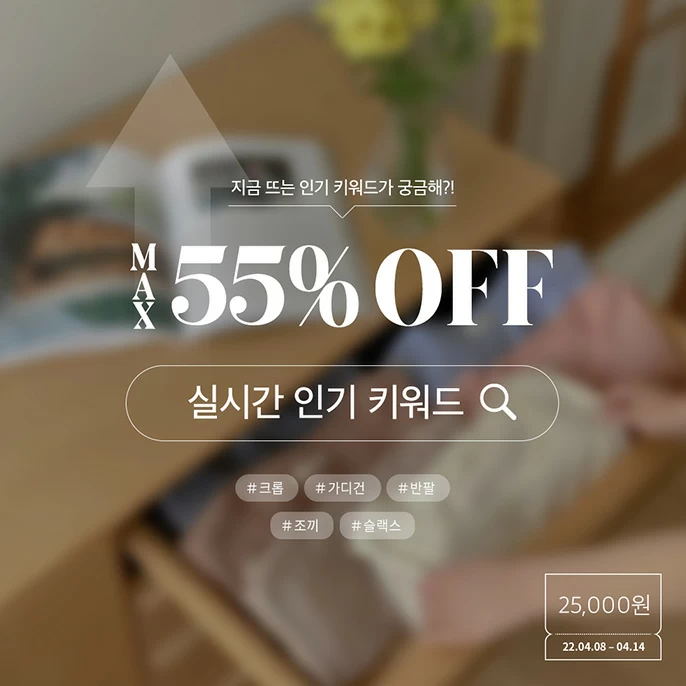 지금 뜨는 인기 키워드가 궁금해?!
MAX 55% OFF
실시간 인기 키워드
#크롭 #가디건 #반팔
#조끼 #슬랙스
25,000원
22.04.08 – 04.14